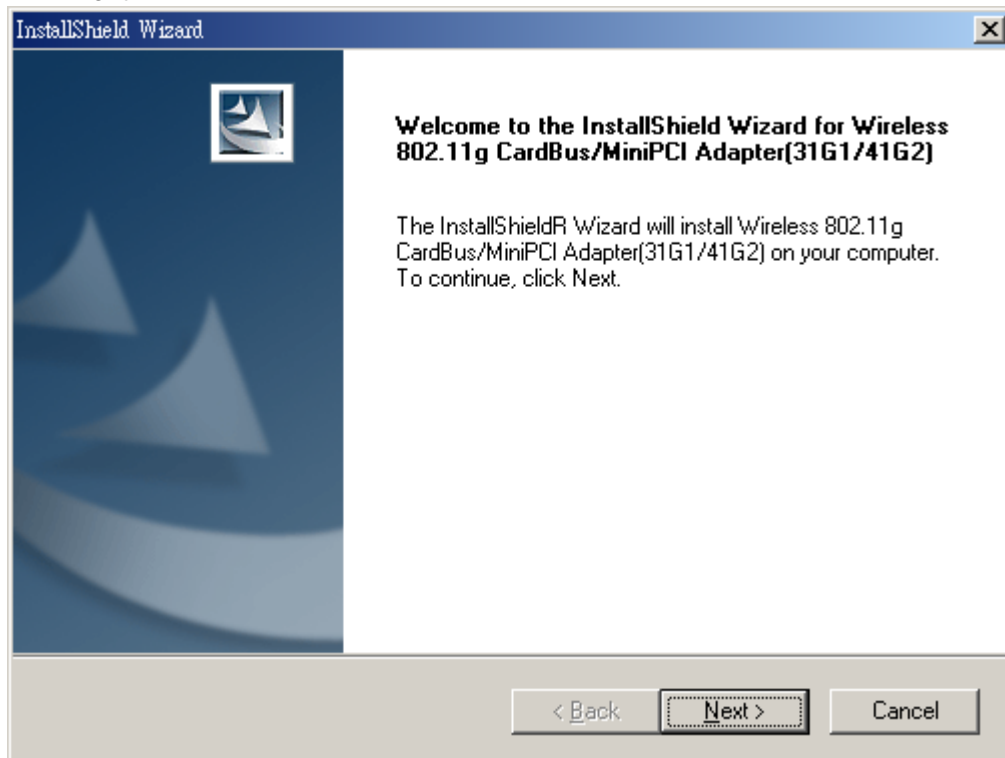 InstallShield Wizard
Welcome to the InstallShield Wizard for Wireless
802.11g CardBus/MiniPCI Adapter(31G1/41G2)
The InstallShieldR Wizard will install Wireless 802.11g
CardBus/MiniPCI Adapter(31G1/41G2) on your computer.
To continue, click Next.
< Back
Next >
Cancel